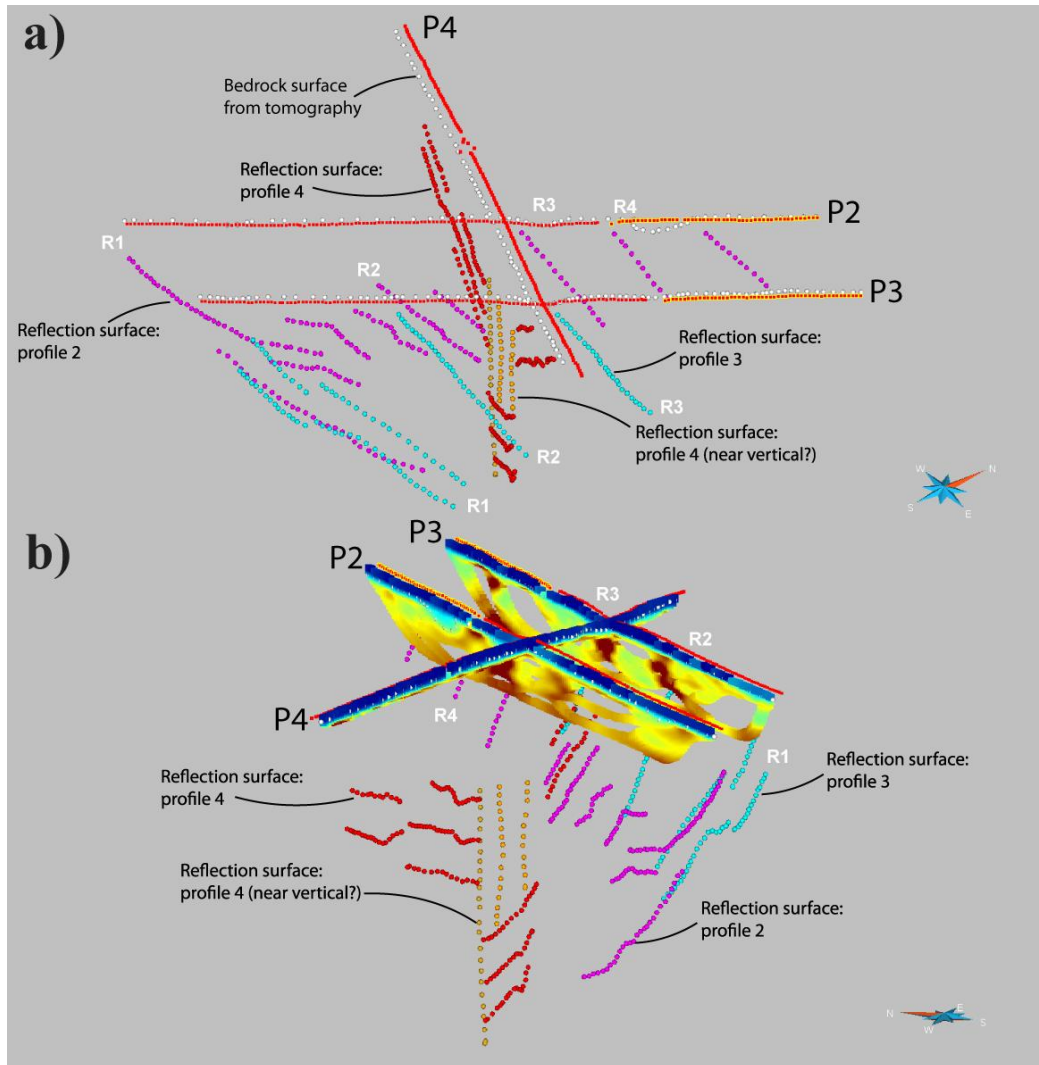 a)
P4
Bedrock surface
from tomography
Reflection surface:
profile 4
R3
R4
P2
R1
R2
P3
Reflection surface:
profile 2
Reflection surface:
profile 3
R3
Reflection surface:
profile 4 (near vertical?)
R2
R1
W
N
S
E
b)
P3
P2
R3
R2
P4
R4
R1
Reflection surface:
profile 3
Reflection surface:
profile 4
Reflection surface:
profile 4 (near vertical?)
Reflection surface:
profile 2
N
E
W
S